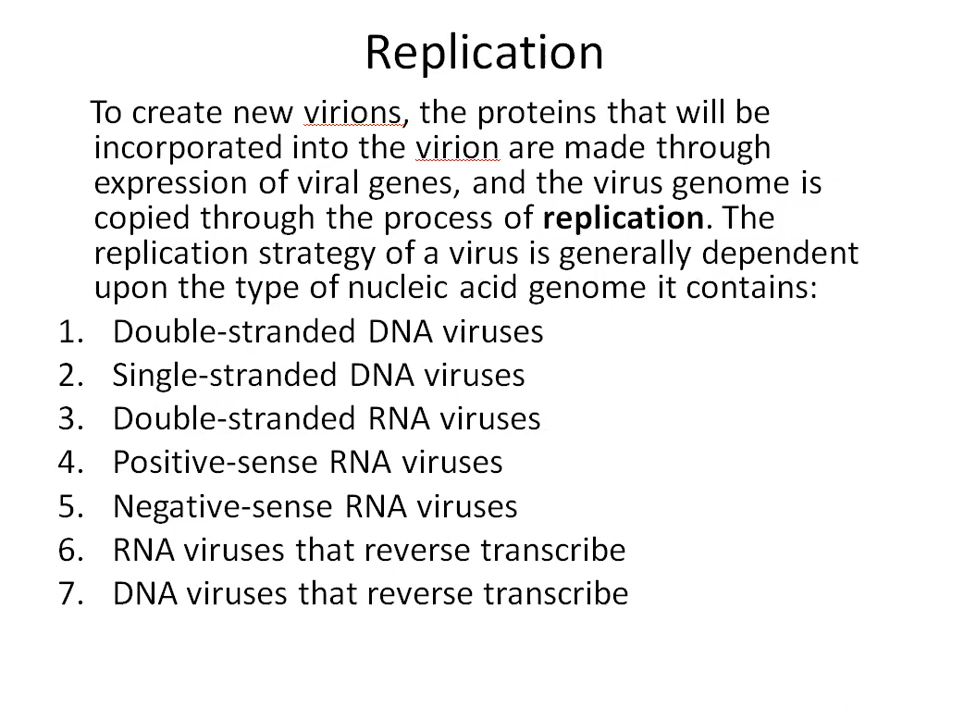 Replication
To create new virions, the proteins that will be
incorporated into the virion are made through
expression of viral genes, and the virus genome is
copied through the process of replication. The
replication strategy of a virus is generally dependent
upon the type of nucleic acid genome it contains:
1. Double-stranded DNA viruses
2. Single-stranded DNA viruses
3. Double-stranded RNA viruses
4. Positive-sense RNA viruses
5. Negative-sense RNA viruses
6. RNA viruses that reverse transcribe
7. DNA viruses that reverse transcribe